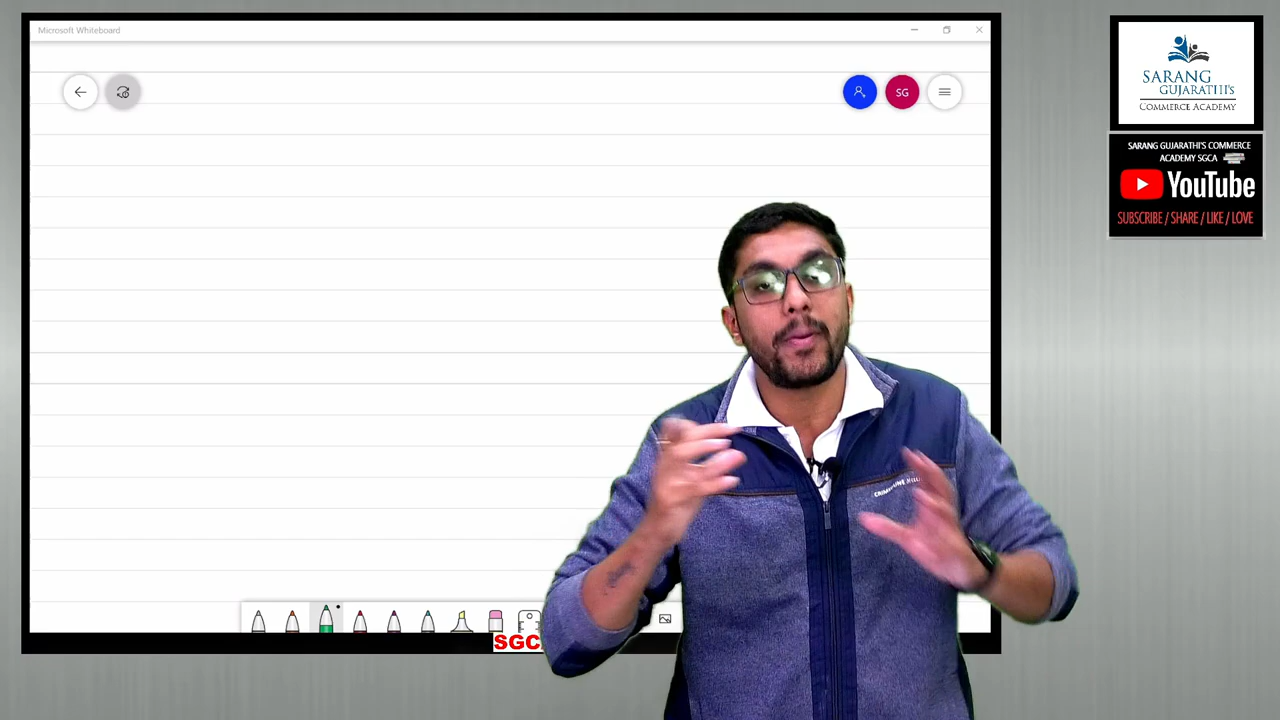 Microsoft Whiteboard
SG
SARANG
GUJARATHI'S
COMMERCE ACADEMY
SARANG GUJARATHI'S COMMERCE
ACADEMY SGCA
YouTube
SUBSCRIBE / SHARE / LIKE / LOVE
SGC